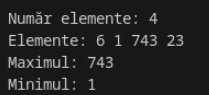 Număr elemente: 4
Elemente: 6 1 743 23
Maximul: 743
Minimul: 1